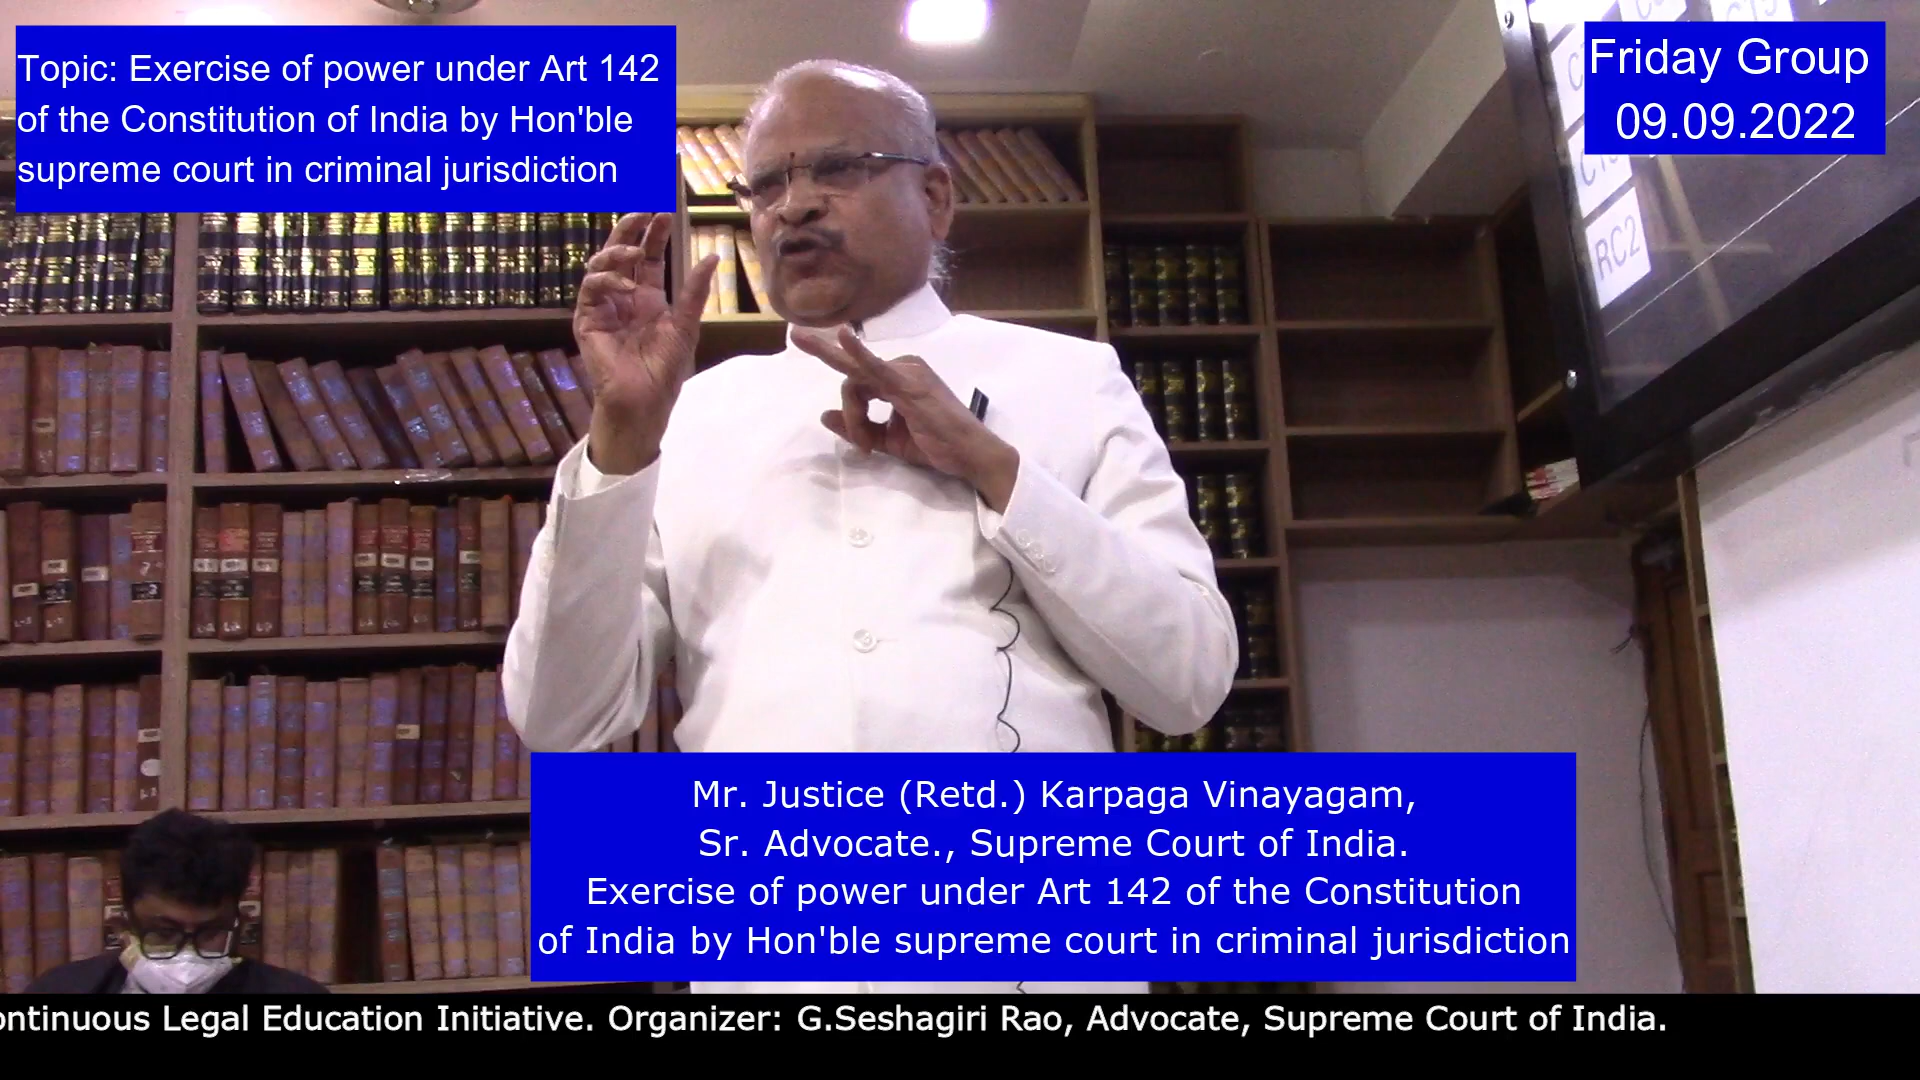 Topic: Exercise of power under Art 142
of the Constitution of India by Hon'ble
supreme court in criminal jurisdiction
Friday Group
09.09.2022
RC2
Mr. Justice (Retd.) Karpaga Vinayagam,
Sr. Advocate., Supreme Court of India.
Exercise of power under Art 142 of the Constitution
of India by Hon'ble supreme court in criminal jurisdiction
ontinuous Legal Education Initiative. Organizer: G.Seshagiri Rao, Advocate, Supreme Court of India.